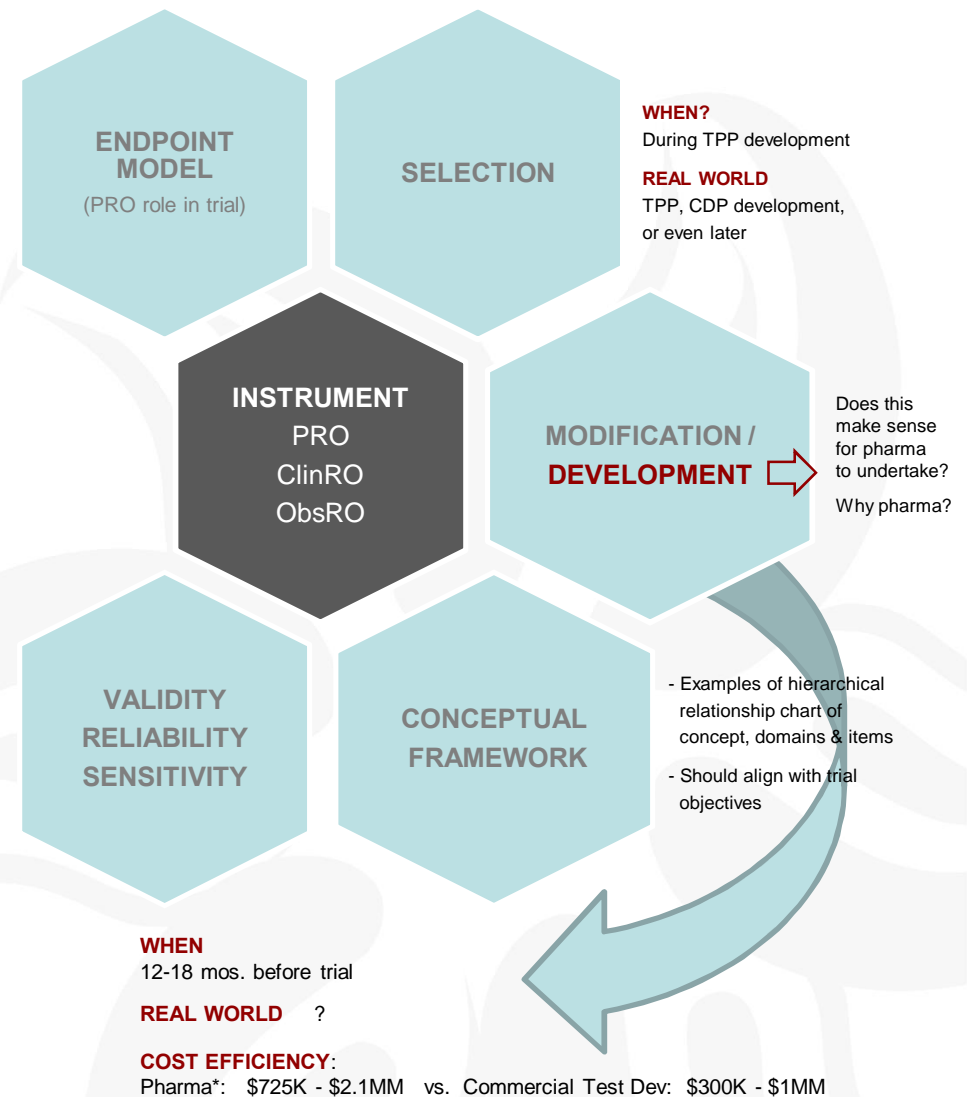 ENDPOINT
MODEL
(PRO role in trial)
SELECTION
WHEN?
During TPP development
REAL WORLD
TPP, CDP development,
or even later
INSTRUMENT
PRO
ClinRO
ObsRO
MODIFICATION /
DEVELOPMENT
Does this
make sense
for pharma
to undertake?
Why pharma?
VALIDITY
RELIABILITY
SENSITIVITY
CONCEPTUAL
FRAMEWORK
- Examples of hierarchical
relationship chart of
concept, domains & items
- Should align with trial
objectives
WHEN
12-18 mos. before trial
REAL WORLD ?
COST EFFICIENCY:
Pharma*: $725K - $2.1MM vs. Commercial Test Dev: $300K - $1MM